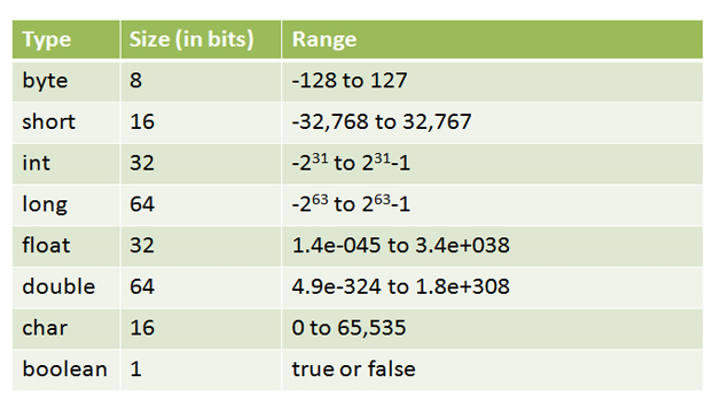 Type Size (in bits) Range
byte 8 -128 to 127
short 16 -32,768 to 32,767
int 32 -2³¹ to 2³¹-1
long 64 -2⁶³ to 2⁶³-1
float 32 1.4e-045 to 3.4e+038
double 64 4.9e-324 to 1.8e+308
char 16 0 to 65,535
boolean 1 true or false